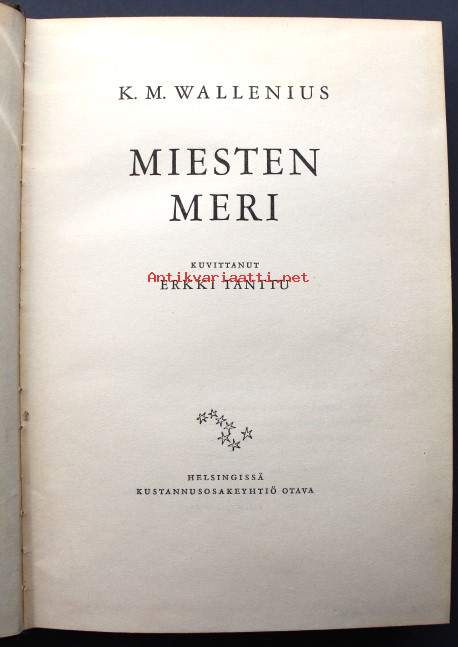 K. M. WALLENIUS
MIESTEN
MERI
KUVITTANUT
Antikvariaatti.net
ERKKI TANTTU
HELSINGISSÄ
KUSTANNUSOSAKEYHTIÖ OTAVA